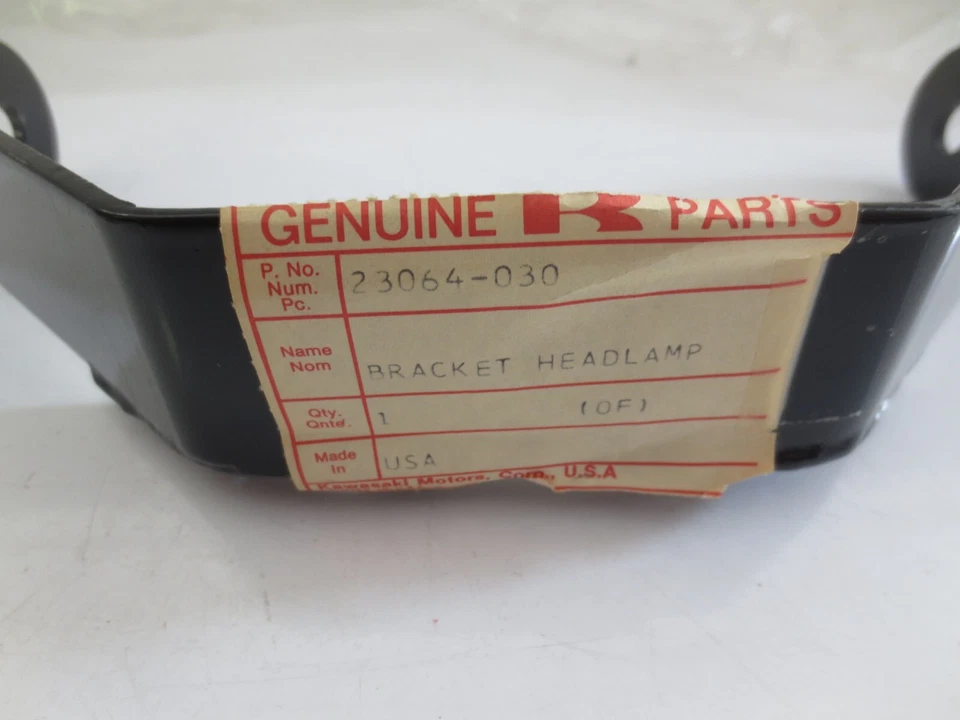 GENUINE K PARTS
P. No.
Num.
Pc.
23064-030
Name
Nom
BRACKET HEADLAMP
Qty.
Qnté.
1 (OF)
Made
in
USA
Kawasaki Motors, Corp., U.S.A